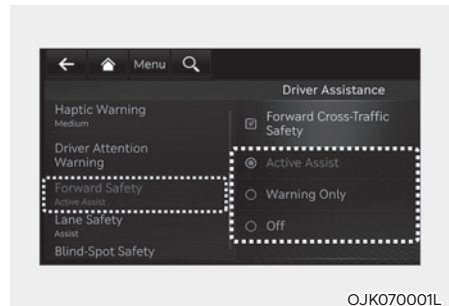 Menu
Driver Assistance
Haptic Warning
Medium
Driver Attention
Warning
Forward Safety
Active Assist
Lane Safety
Assist
Blind-Spot Safety
Forward Cross-Traffic
Safety
Active Assist
Warning Only
Off
OJK070001L